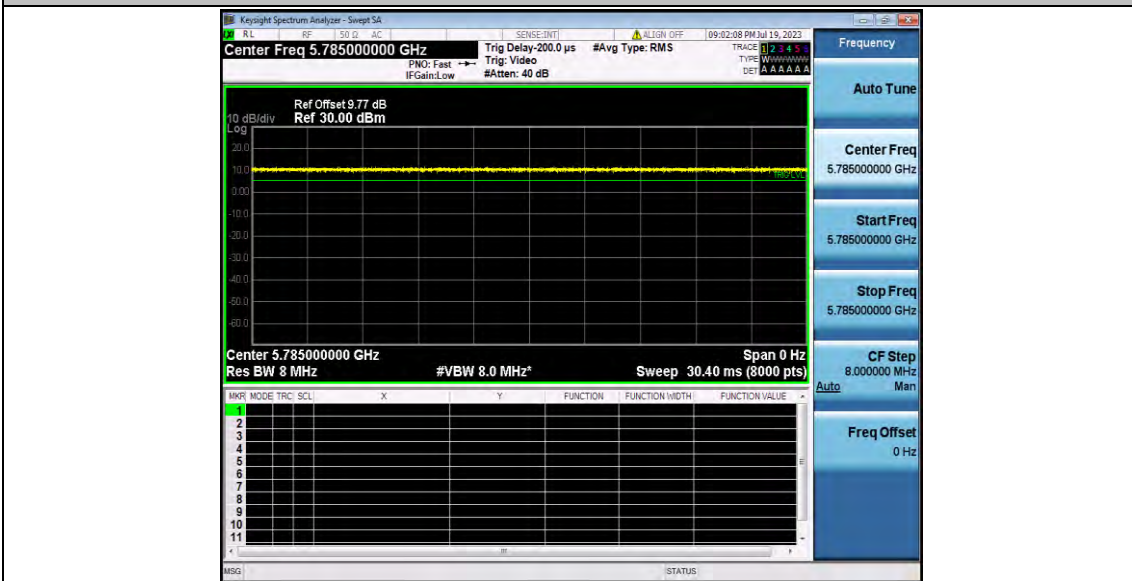 Keysight Spectrum Analyzer - Swept SA
RL RF 50 Ω AC SENSE:INT ALIGN OFF 09:02:08 PM Jul 19, 2023
Center Freq 5.785000000 GHz
PNO: Fast
IFGain:Low
Trig Delay-200.0 µs
Trig: Video
#Atten: 40 dB
#Avg Type: RMS
TRACE 1 2 3 4 5 6
TYPE WWWWWW
DET A A A A A A
Ref Offset 9.77 dB
10 dB/div Ref 30.00 dBm
Log
20.0
10.0
TRIG LVL
0.00
-10.0
-20.0
-30.0
-40.0
-50.0
-60.0
Center 5.785000000 GHz Span 0 Hz
Res BW 8 MHz #VBW 8.0 MHz* Sweep 30.40 ms (8000 pts)
MKR MODE TRC SCL X Y FUNCTION FUNCTION WIDTH FUNCTION VALUE
1
2
3
4
5
6
7
8
9
10
11
MSG STATUS
Frequency
Auto Tune
Center Freq
5.785000000 GHz
Start Freq
5.785000000 GHz
Stop Freq
5.785000000 GHz
CF Step
8.000000 MHz
Auto Man
Freq Offset
0 Hz